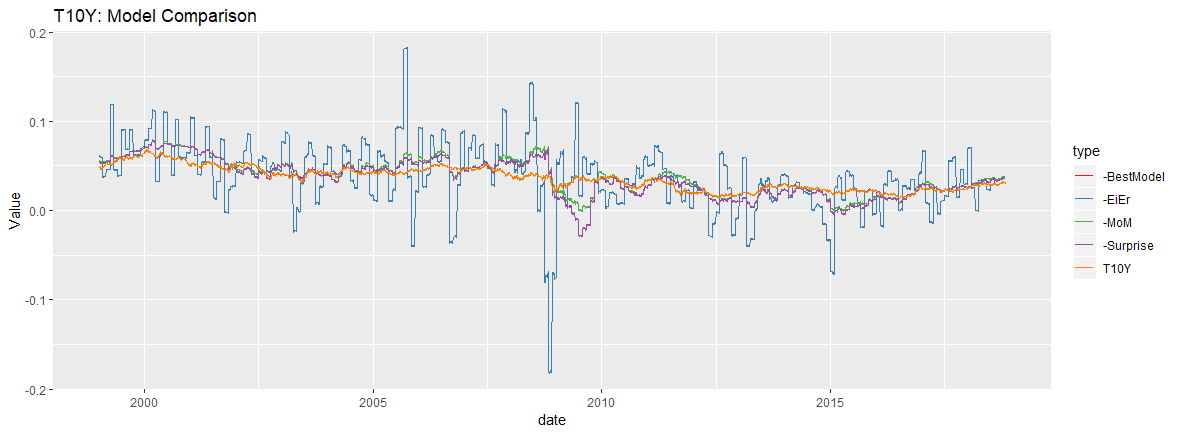 T10Y: Model Comparison
0.2
0.1
0.0
-0.1
-0.2
Value
2000
2005
2010
2015
date
type
-BestModel
-EiEr
-MoM
-Surprise
T10Y